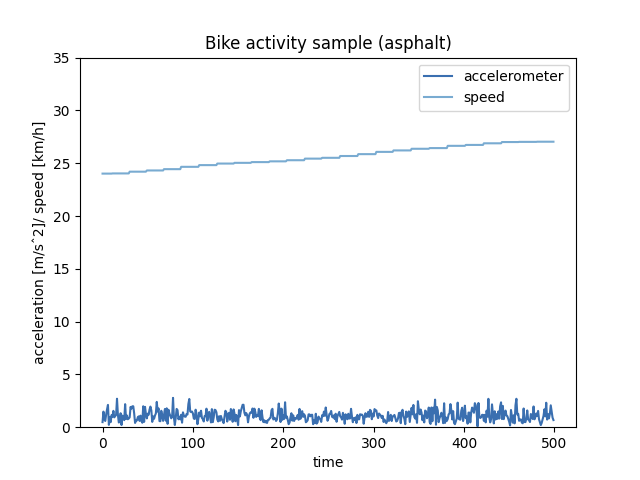 Bike activity sample (asphalt)
accelerometer
speed
35
30
25
20
15
10
5
0
acceleration [m/sˆ2]/ speed [km/h]
0 100 200 300 400 500
time